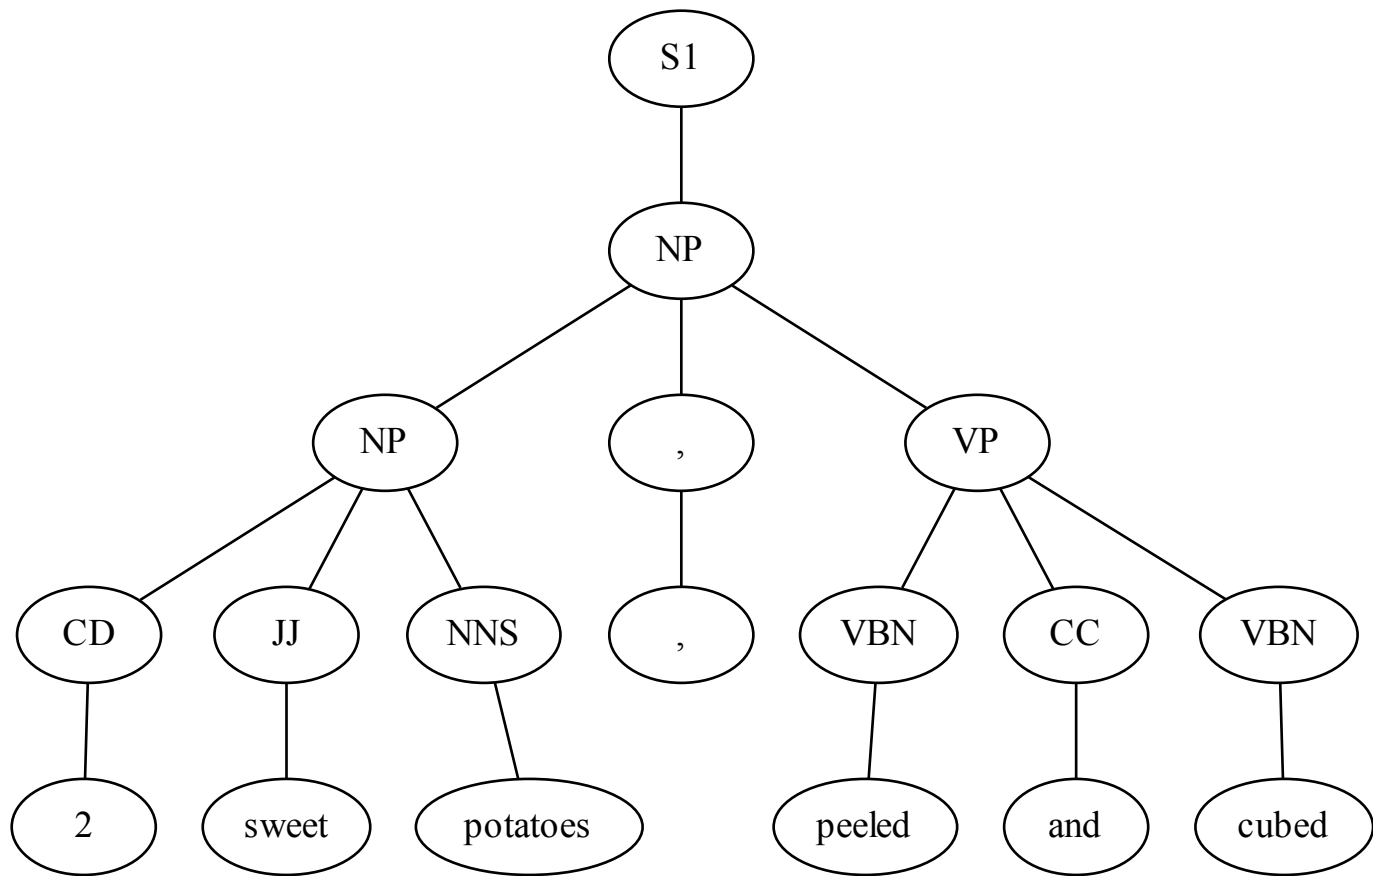 S1
NP
NP , VP
CD JJ NNS , VBN CC VBN
2 sweet potatoes peeled and cubed